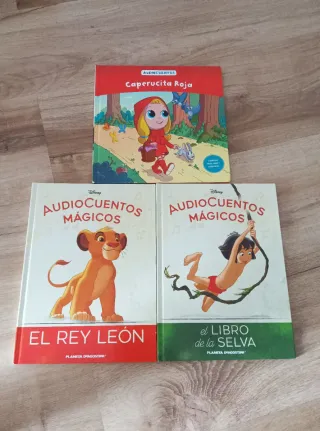 AUDIOCUENTOS
Caperucita Roja
Disney
AUDIOCUENTOS
MÁGICOS
EL REY LEÓN
PLANETA DEAGOSTINI
Disney
AUDIOCUENTOS
MÁGICOS
el LIBRO
de la SELVA
PLANETA DEAGOSTINI